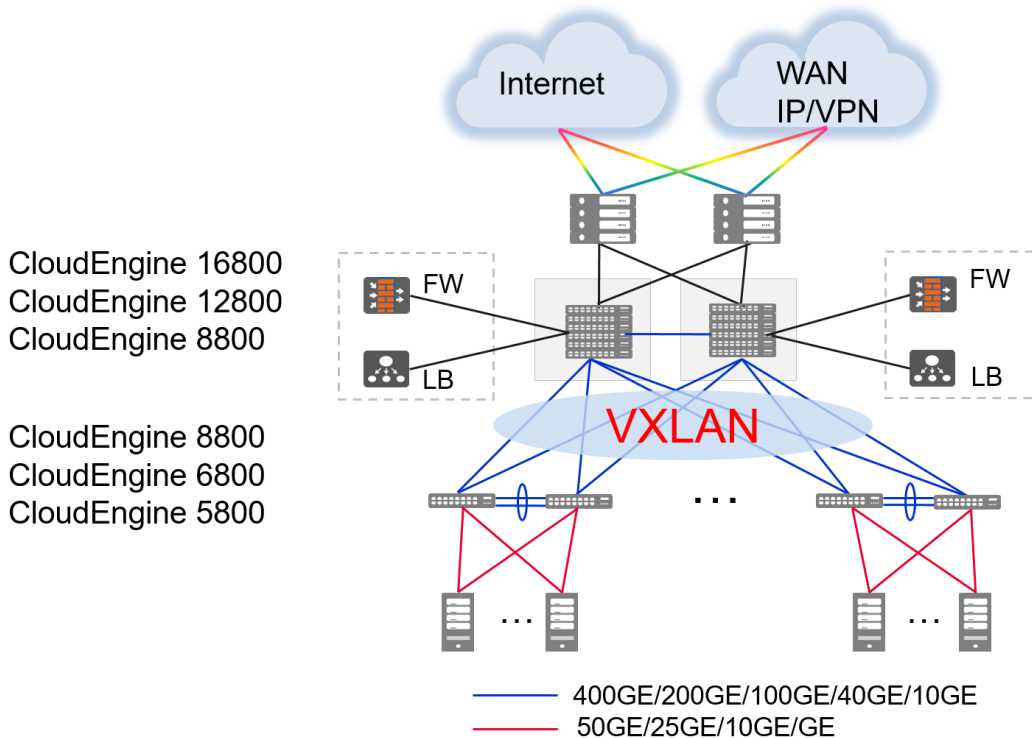 Internet
WAN
IP/VPN
CloudEngine 16800
CloudEngine 12800
CloudEngine 8800
FW
LB
FW
LB
CloudEngine 8800
CloudEngine 6800
CloudEngine 5800
VXLAN
...
... ...
400GE/200GE/100GE/40GE/10GE
50GE/25GE/10GE/GE